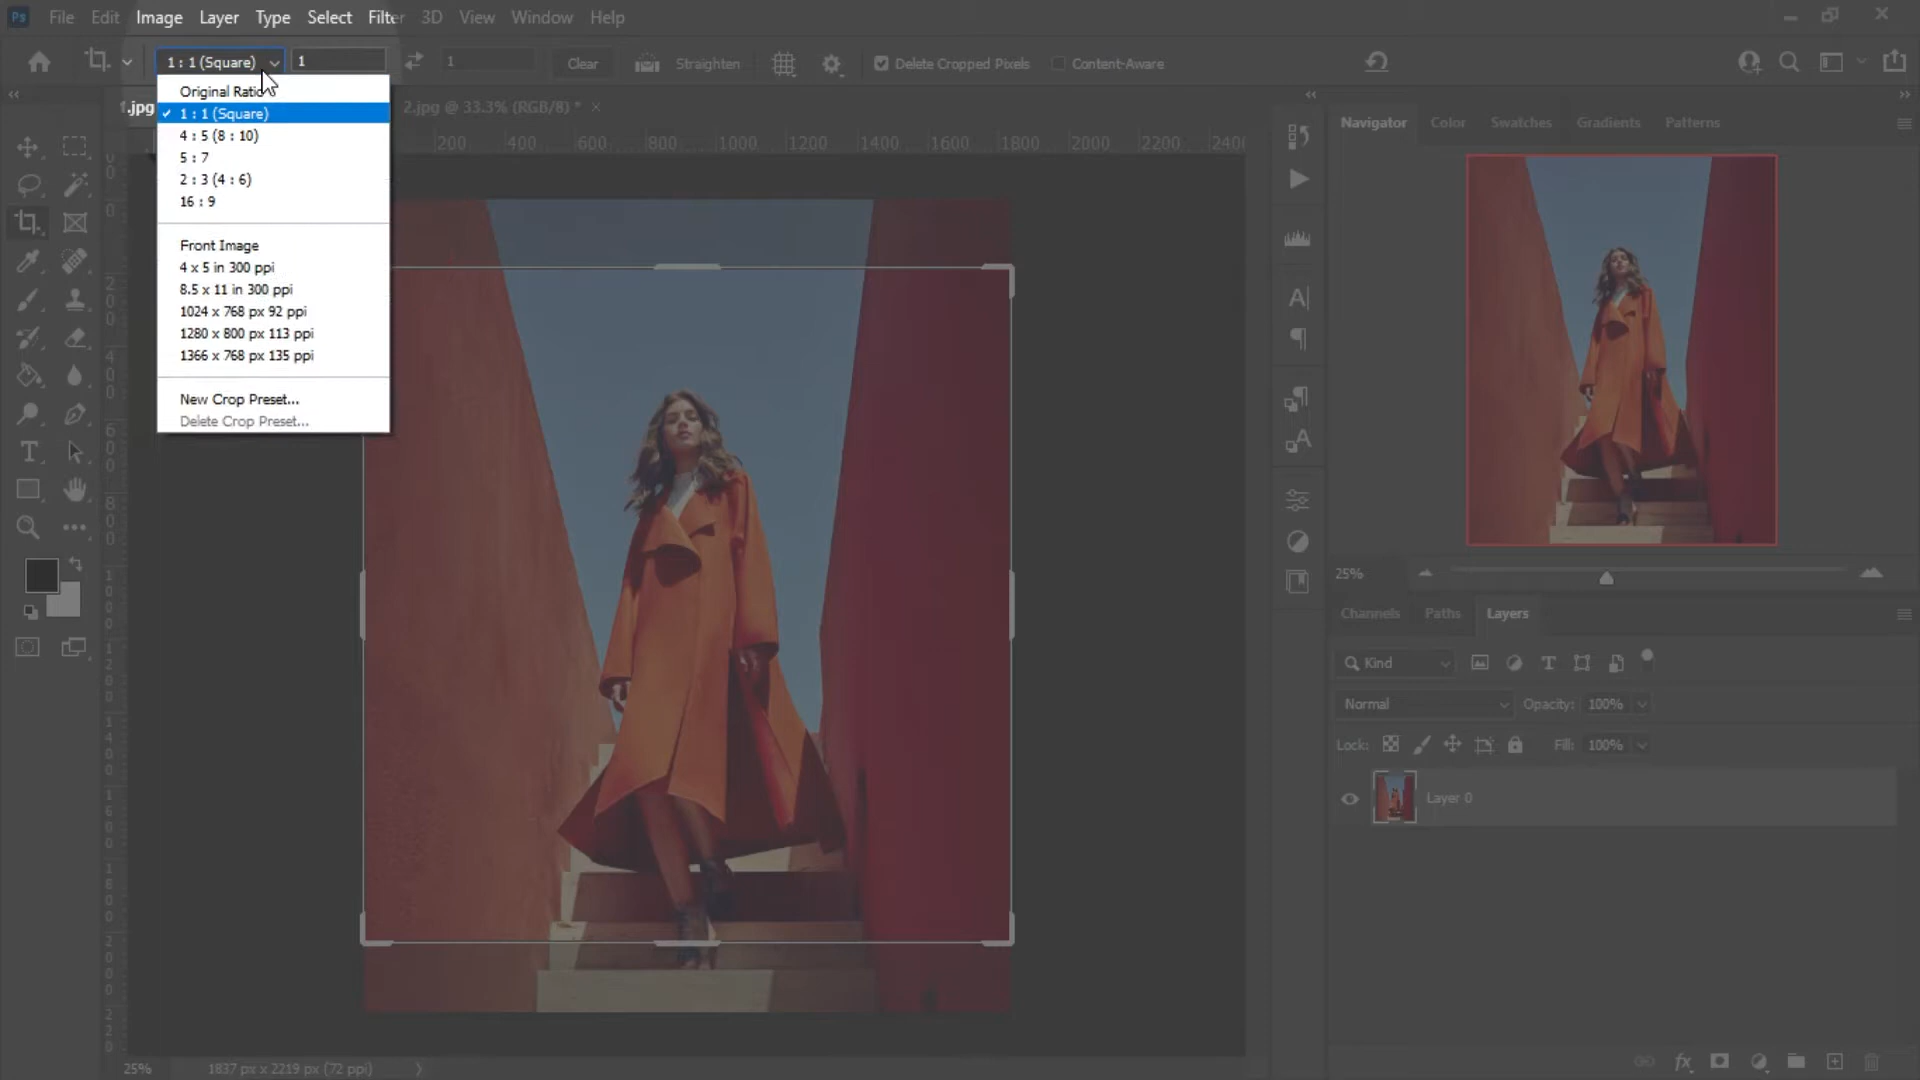 Ps File Edit Image Layer Type Select Filter 3D View Window Help
1 : 1 (Square) 1 1 Clear Straighten Delete Cropped Pixels Content-Aware
Original Ratio
1 : 1 (Square)
4 : 5 (8 : 10)
5 : 7
2 : 3 (4 : 6)
16 : 9
Front Image
4 x 5 in 300 ppi
8.5 x 11 in 300 ppi
1024 x 768 px 92 ppi
1280 x 800 px 113 ppi
1366 x 768 px 135 ppi
New Crop Preset...
Delete Crop Preset...
1.jpg 2.jpg @ 33.3% (RGB/8) *
200 400 600 800 1000 1200 1400 1600 1800 2000 2200 2400
Navigator Color Swatches Gradients Patterns
25%
Channels Paths Layers
Kind
Normal Opacity: 100%
Lock: Fill: 100%
Layer 0
25% 1837 px x 2219 px (72 ppi)